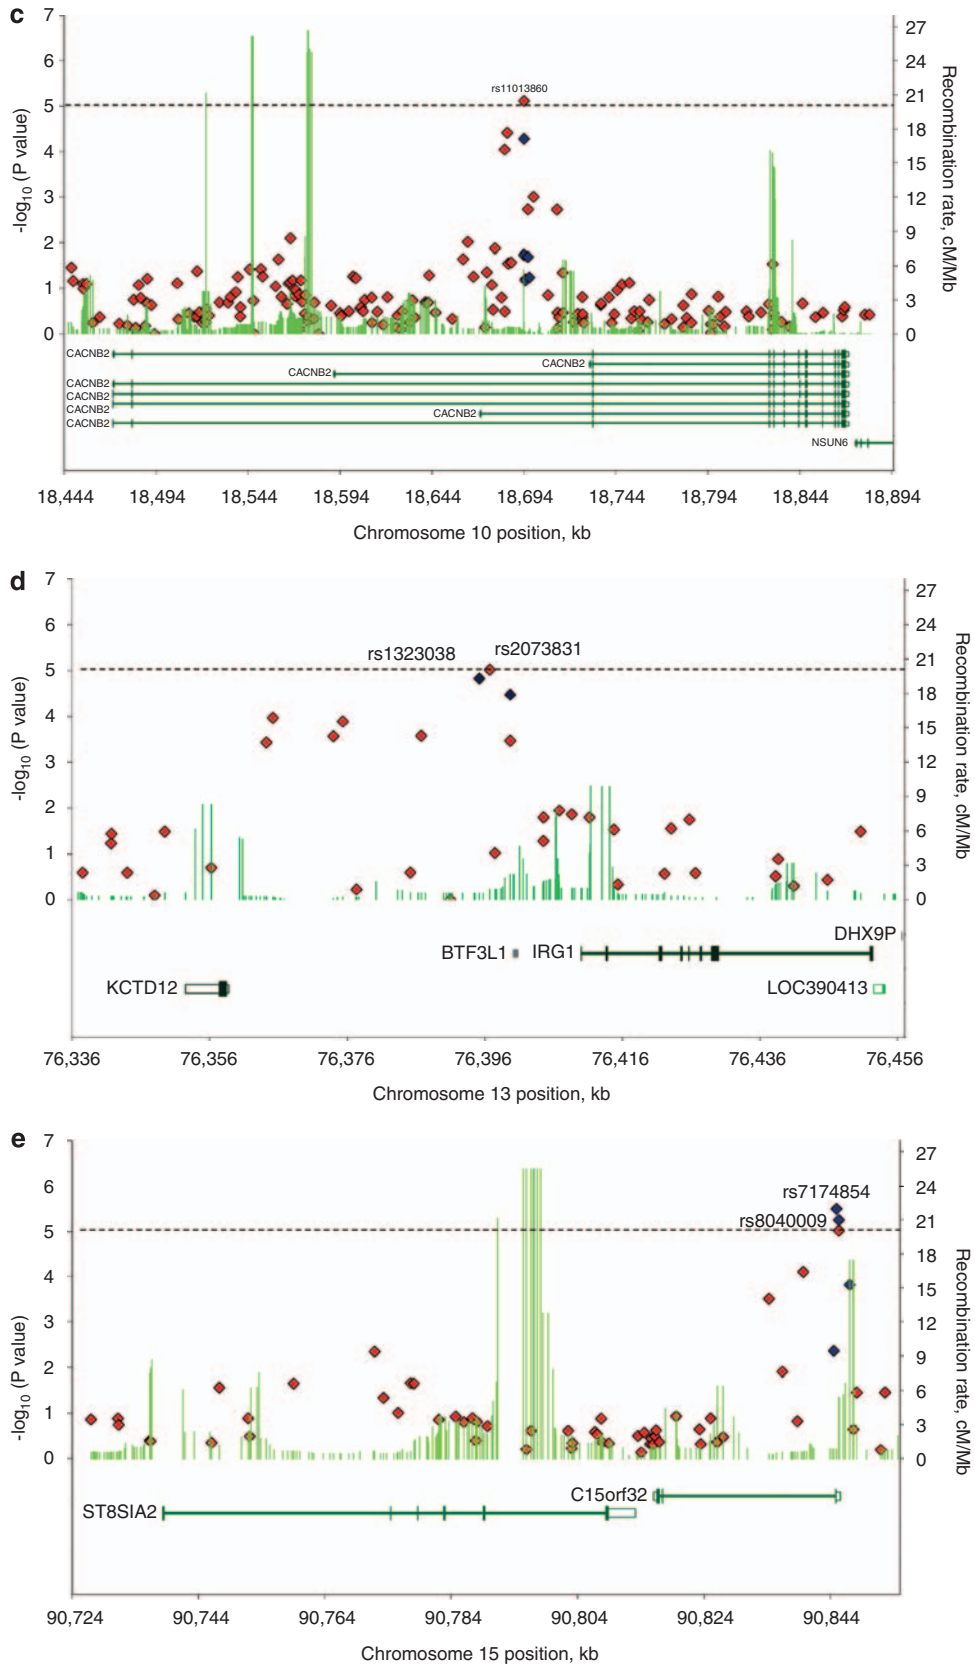 c
7
6
5
4
3
2
1
0
-log10 (P value)
27
24
21
18
15
12
9
6
3
0
Recombination rate, cM/Mb
rs11013860
CACNB2
CACNB2
CACNB2
CACNB2
CACNB2
CACNB2
CACNB2
CACNB2
NSUN6
18,444 18,494 18,544 18,594 18,644 18,694 18,744 18,794 18,844 18,894
Chromosome 10 position, kb
d
7
6
5
4
3
2
1
0
-log10 (P value)
27
24
21
18
15
12
9
6
3
0
Recombination rate, cM/Mb
rs1323038 rs2073831
DHX9P
BTF3L1 IRG1
KCTD12 LOC390413
76,336 76,356 76,376 76,396 76,416 76,436 76,456
Chromosome 13 position, kb
e
7
6
5
4
3
2
1
0
-log10 (P value)
27
24
21
18
15
12
9
6
3
0
Recombination rate, cM/Mb
rs7174854
rs8040009
C15orf32
ST8SIA2
90,724 90,744 90,764 90,784 90,804 90,824 90,844
Chromosome 15 position, kb